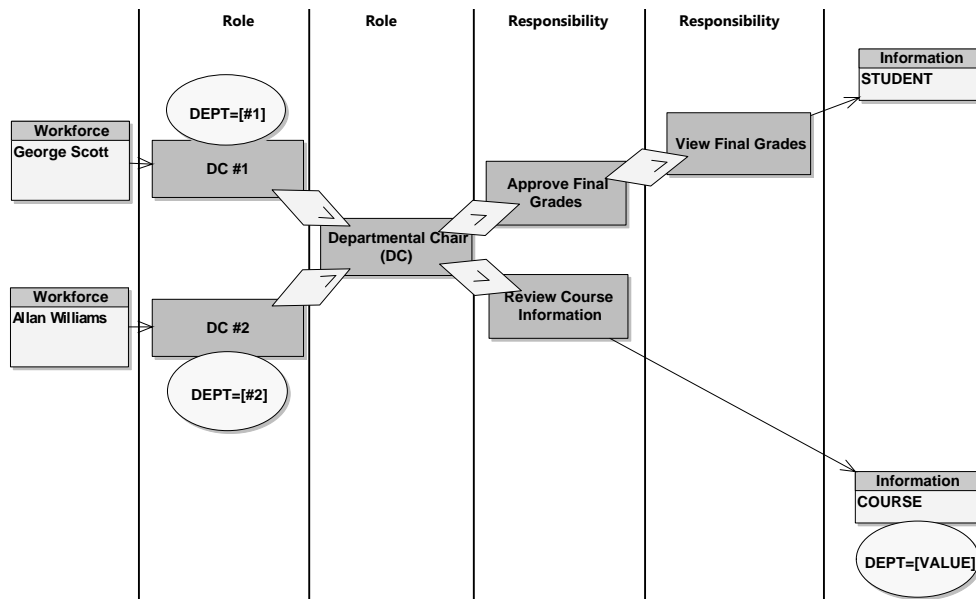 Role
Role
Responsibility
Responsibility
Information
STUDENT
DEPT=[#1]
Workforce
George Scott
DC #1
View Final Grades
Approve Final
Grades
Departmental Chair
(DC)
Workforce
Allan Williams
DC #2
Review Course
Information
DEPT=[#2]
Information
COURSE
DEPT=[VALUE]